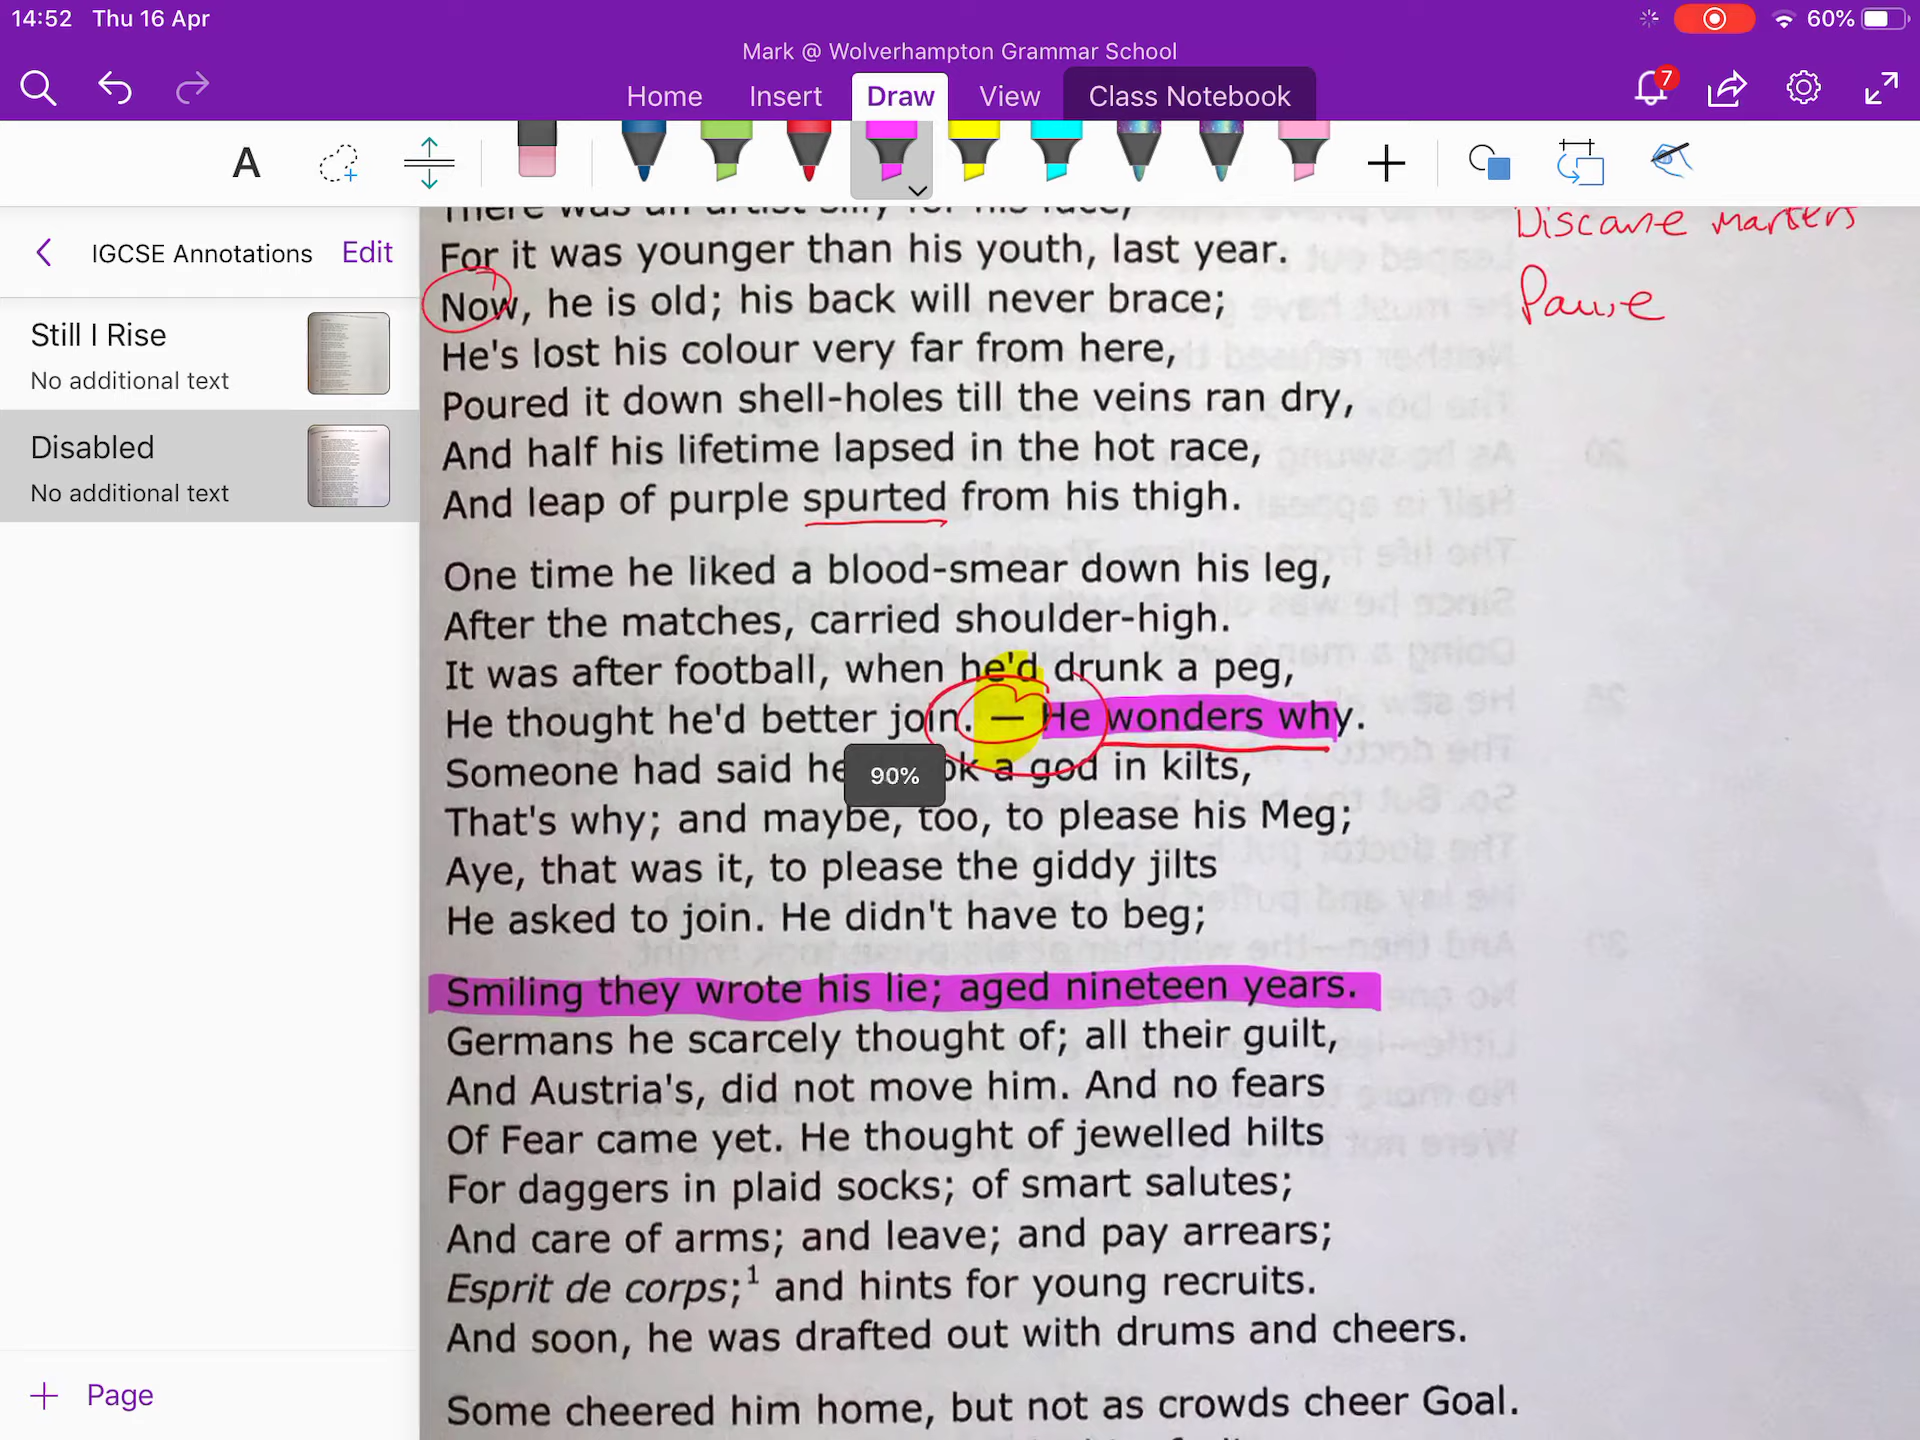 14:52 Thu 16 Apr
60%
Mark @ Wolverhampton Grammar School
Home Insert Draw View Class Notebook
7
A
IGCSE Annotations Edit
Still I Rise
No additional text
Disabled
No additional text
+ Page
There was an artist silly for his face,
For it was younger than his youth, last year.
Now, he is old; his back will never brace;
He's lost his colour very far from here,
Poured it down shell-holes till the veins ran dry,
And half his lifetime lapsed in the hot race,
And leap of purple spurted from his thigh.
One time he liked a blood-smear down his leg,
After the matches, carried shoulder-high.
It was after football, when he'd drunk a peg,
He thought he'd better join. — He wonders why.
Someone had said he ok a god in kilts,
90%
That's why; and maybe, too, to please his Meg;
Aye, that was it, to please the giddy jilts
He asked to join. He didn't have to beg;
Smiling they wrote his lie; aged nineteen years.
Germans he scarcely thought of; all their guilt,
And Austria's, did not move him. And no fears
Of Fear came yet. He thought of jewelled hilts
For daggers in plaid socks; of smart salutes;
And care of arms; and leave; and pay arrears;
Esprit de corps;1 and hints for young recruits.
And soon, he was drafted out with drums and cheers.
Some cheered him home, but not as crowds cheer Goal.
Discourse markers
Pause